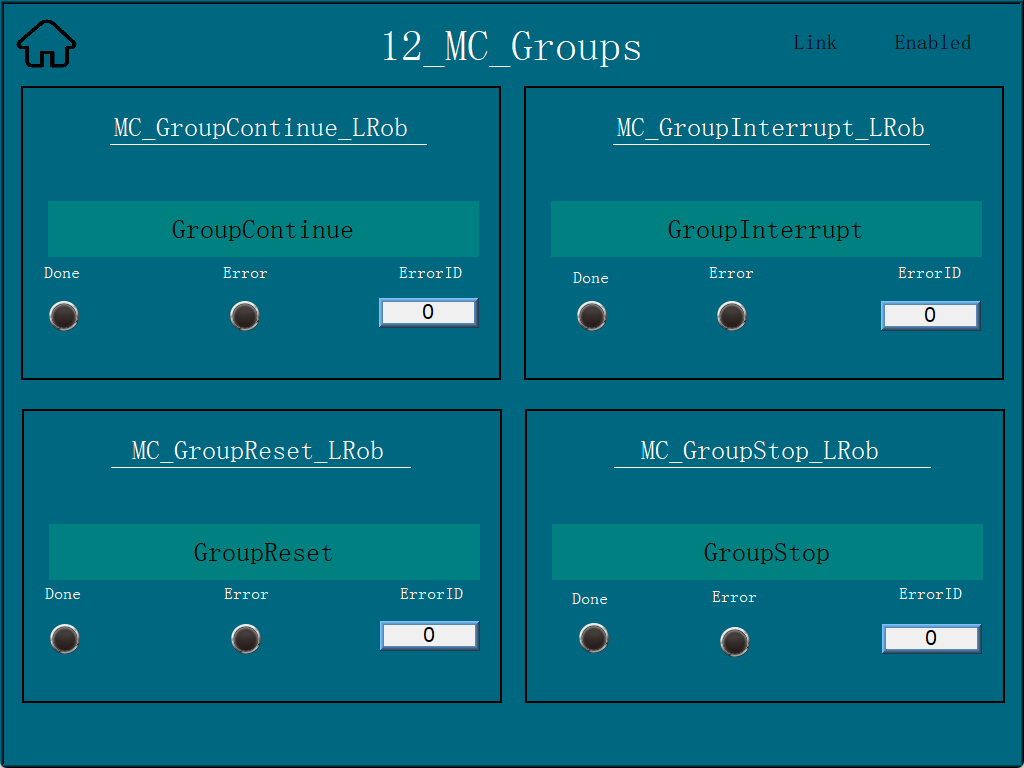 12_MC_Groups
Link Enabled
MC_GroupContinue_LRob
GroupContinue
Done Error ErrorID
0
MC_GroupInterrupt_LRob
GroupInterrupt
Done Error ErrorID
0
MC_GroupReset_LRob
GroupReset
Done Error ErrorID
0
MC_GroupStop_LRob
GroupStop
Done Error ErrorID
0